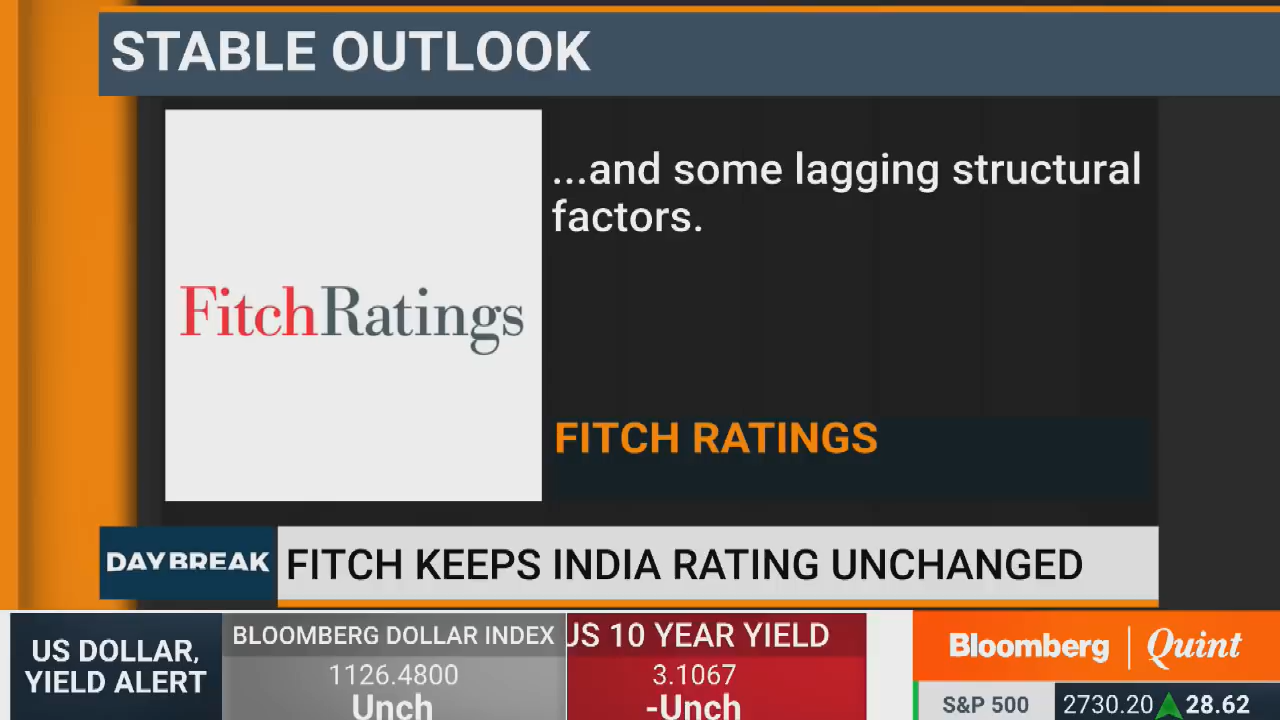 STABLE OUTLOOK
...and some lagging structural
factors.
FitchRatings
FITCH RATINGS
DAYBREAK
FITCH KEEPS INDIA RATING UNCHANGED
US DOLLAR,
YIELD ALERT
BLOOMBERG DOLLAR INDEX
1126.4800
Unch
US 10 YEAR YIELD
3.1067
-Unch
Bloomberg | Quint
S&P 500 2730.20 ▲ 28.62